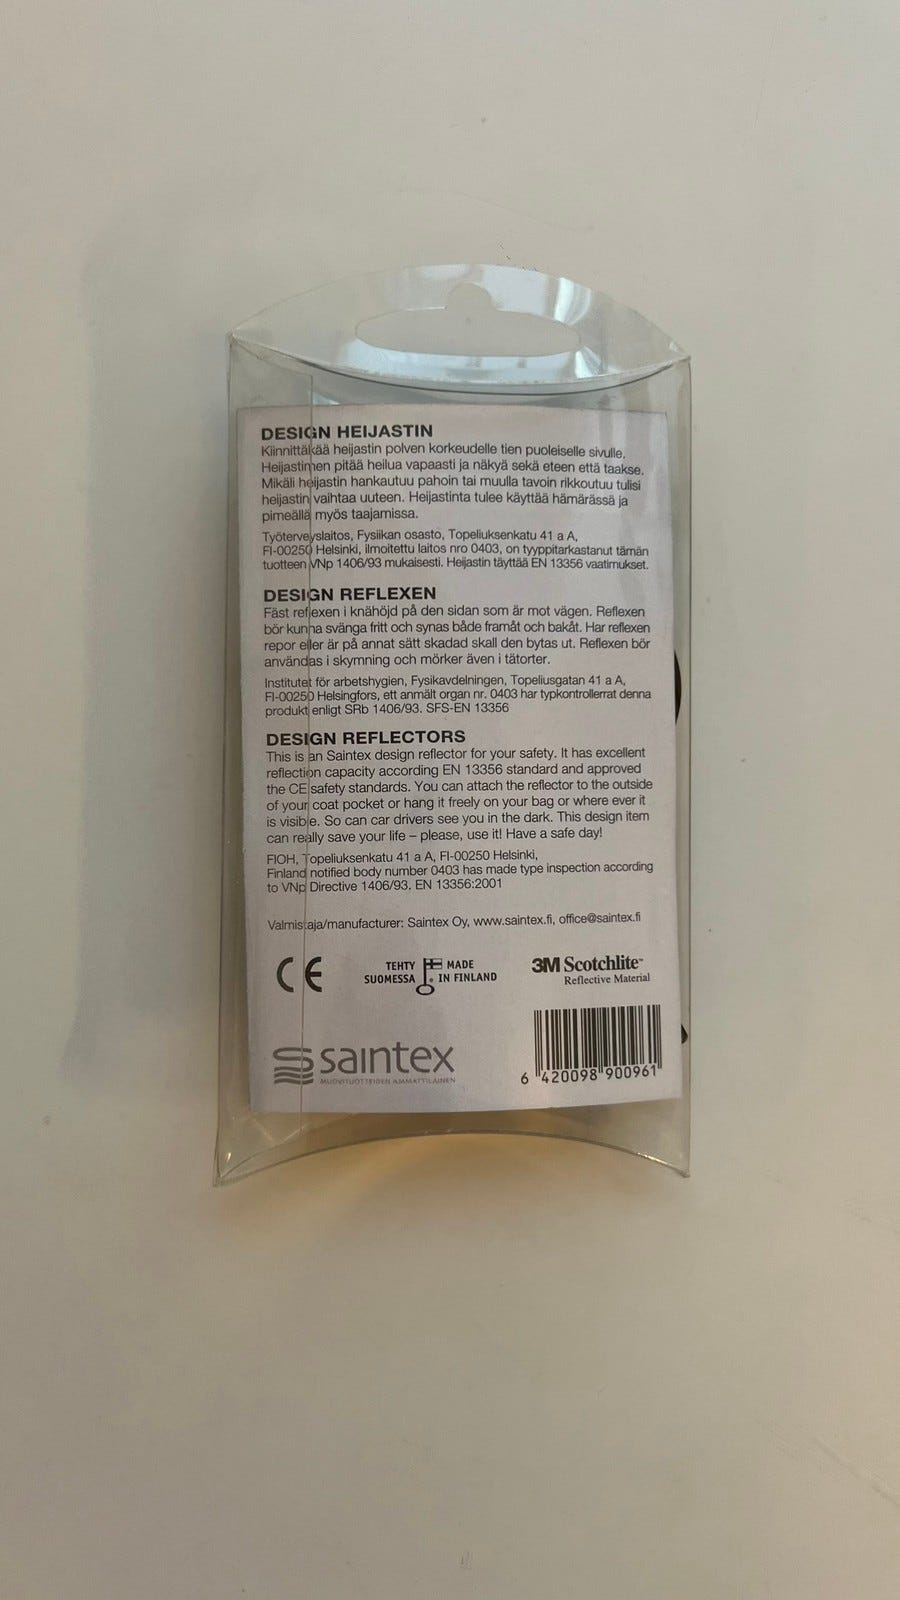 DESIGN HEIJASTIN
Kiinnittäkää heijastin polven korkeudelle tien puoleiselle sivulle.
Heijastimen pitää heilua vapaasti ja näkyä sekä eteen että taakse.
Mikäli heijastin hankautuu pahoin tai muulla tavoin rikkoutuu tulisi
heijastin vaihtaa uuteen. Heijastinta tulee käyttää hämärässä ja
pimeällä myös taajamissa.
Työterveyslaitos, Fysiikan osasto, Topeliuksenkatu 41 a A,
FI-00250 Helsinki, ilmoitettu laitos nro 0403, on tyyppitarkastanut tämän
tuotteen VNp 1406/93 mukaisesti. Heijastin täyttää EN 13356 vaatimukset.
DESIGN REFLEXEN
Fäst reflexen i knähöjd på den sidan som är mot vägen. Reflexen
bör kunna svänga fritt och synas både framåt och bakåt. Har reflexen
repor eller är på annat sätt skadad skall den bytas ut. Reflexen bör
användas i skymning och mörker även i tätorter.
Institutet för arbetshygien, Fysikavdelningen, Topeliusgatan 41 a A,
FI-00250 Helsingfors, ett anmält organ nr. 0403 har typkontrollerrat denna
produkt enligt SRb 1406/93. SFS-EN 13356
DESIGN REFLECTORS
This is an Saintex design reflector for your safety. It has excellent
reflection capacity according EN 13356 standard and approved
the CE safety standards. You can attach the reflector to the outside
of your coat pocket or hang it freely on your bag or where ever it
is visible. So can car drivers see you in the dark. This design item
can really save your life – please, use it! Have a safe day!
FIOH, Topeliuksenkatu 41 a A, FI-00250 Helsinki,
Finland notified body number 0403 has made type inspection according
to VNp Directive 1406/93. EN 13356:2001
Valmistaja/manufacturer: Saintex Oy, www.saintex.fi, office@saintex.fi
CE
TEHTY MADE
SUOMESSA IN FINLAND
3M Scotchlite™
Reflective Material
saintex
MUOVITUOTTEIDEN AMMATTILAINEN
6 420098 900961